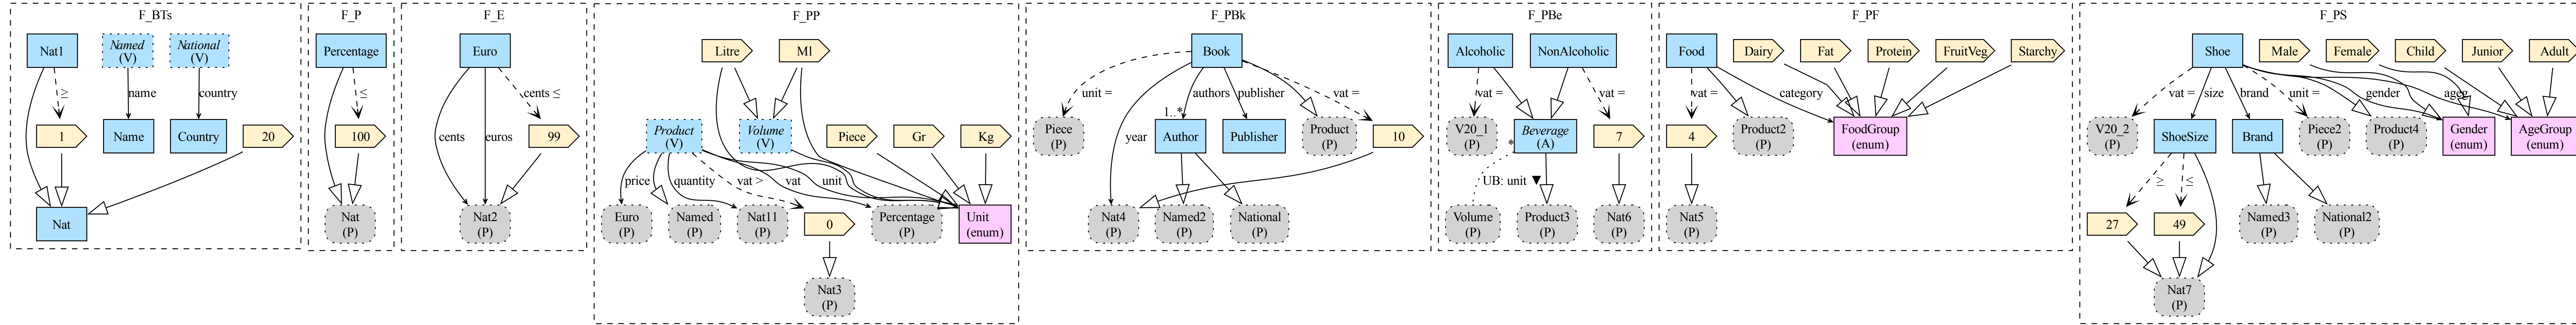 F_BTs
Nat1
Named
(V)
National
(V)
≥
name
country
1
Name
Country
20
Nat
F_P
Percentage
≤
100
Nat
(P)
F_E
Euro
cents ≤
cents
euros
99
Nat2
(P)
F_PP
Litre
Ml
Product
(V)
Volume
(V)
Piece
Gr
Kg
price
quantity
vat >
vat
unit
Euro
(P)
Named
(P)
Nat11
(P)
0
Percentage
(P)
Unit
(enum)
Nat3
(P)
F_PBk
Book
unit =
authors
publisher
vat =
1..*
Piece
(P)
year
Author
Publisher
Product
(P)
10
Nat4
(P)
Named2
(P)
National
(P)
F_PBe
Alcoholic
NonAlcoholic
vat =
vat =
V20_1
(P)
*
Beverage
(A)
7
UB: unit ▼
Volume
(P)
Product3
(P)
Nat6
(P)
F_PF
Food
Dairy
Fat
Protein
FruitVeg
Starchy
vat =
category
4
Product2
(P)
FoodGroup
(enum)
Nat5
(P)
F_PS
Shoe
Male
Female
Child
Junior
Adult
vat =
size
brand
unit =
gender
ageg
V20_2
(P)
ShoeSize
Brand
Piece2
(P)
Product4
(P)
Gender
(enum)
AgeGroup
(enum)
≥
≤
27
49
Named3
(P)
National2
(P)
Nat7
(P)